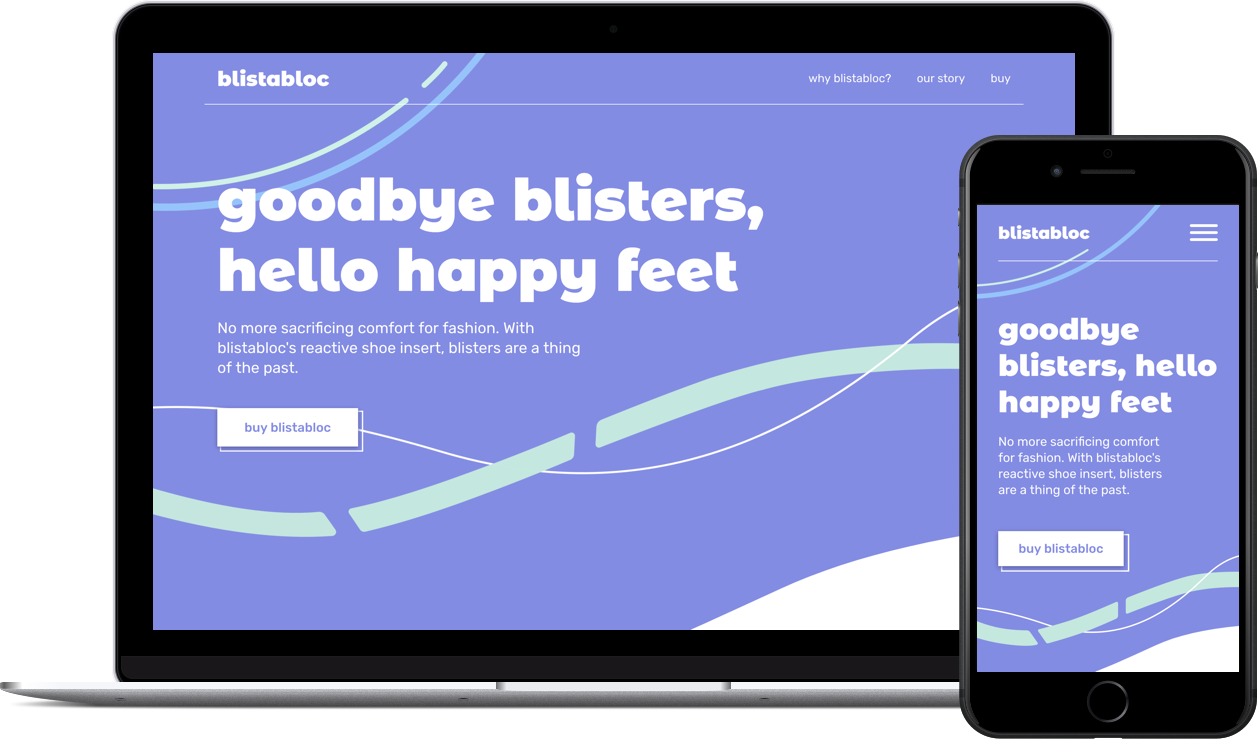 blistabloc
why blistabloc? our story buy
goodbye blisters,
hello happy feet
No more sacrificing comfort for fashion. With
blistabloc's reactive shoe insert, blisters are a thing
of the past.
buy blistabloc
blistabloc
goodbye
blisters, hello
happy feet
No more sacrificing comfort
for fashion. With blistabloc's
reactive shoe insert, blisters
are a thing of the past.
buy blistabloc